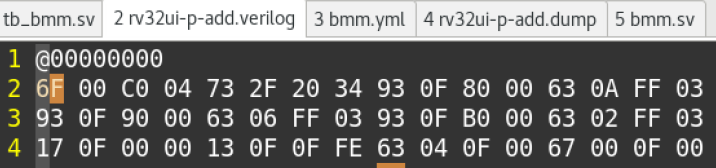 tb_bmm.sv 2 rv32ui-p-add.verilog 3 bmm.yml 4 rv32ui-p-add.dump 5 bmm.sv
1 @00000000
2 6F 00 C0 04 73 2F 20 34 93 0F 80 00 63 0A FF 03
3 93 0F 90 00 63 06 FF 03 93 0F B0 00 63 02 FF 03
4 17 0F 00 00 13 0F 0F FE 63 04 0F 00 67 00 0F 00